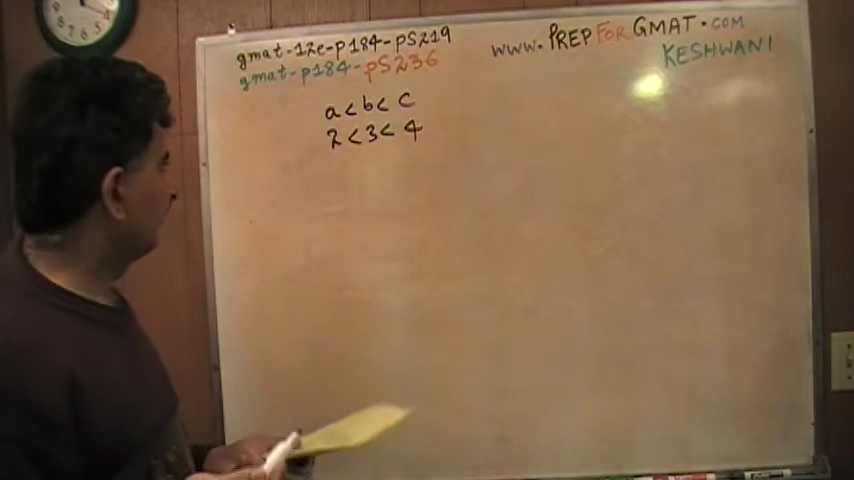 gmat-12e-p184-PS219
gmat-p184-PS236
www.PREPFORGMAT.COM
KESHWANI
a<b<c
2<3<4